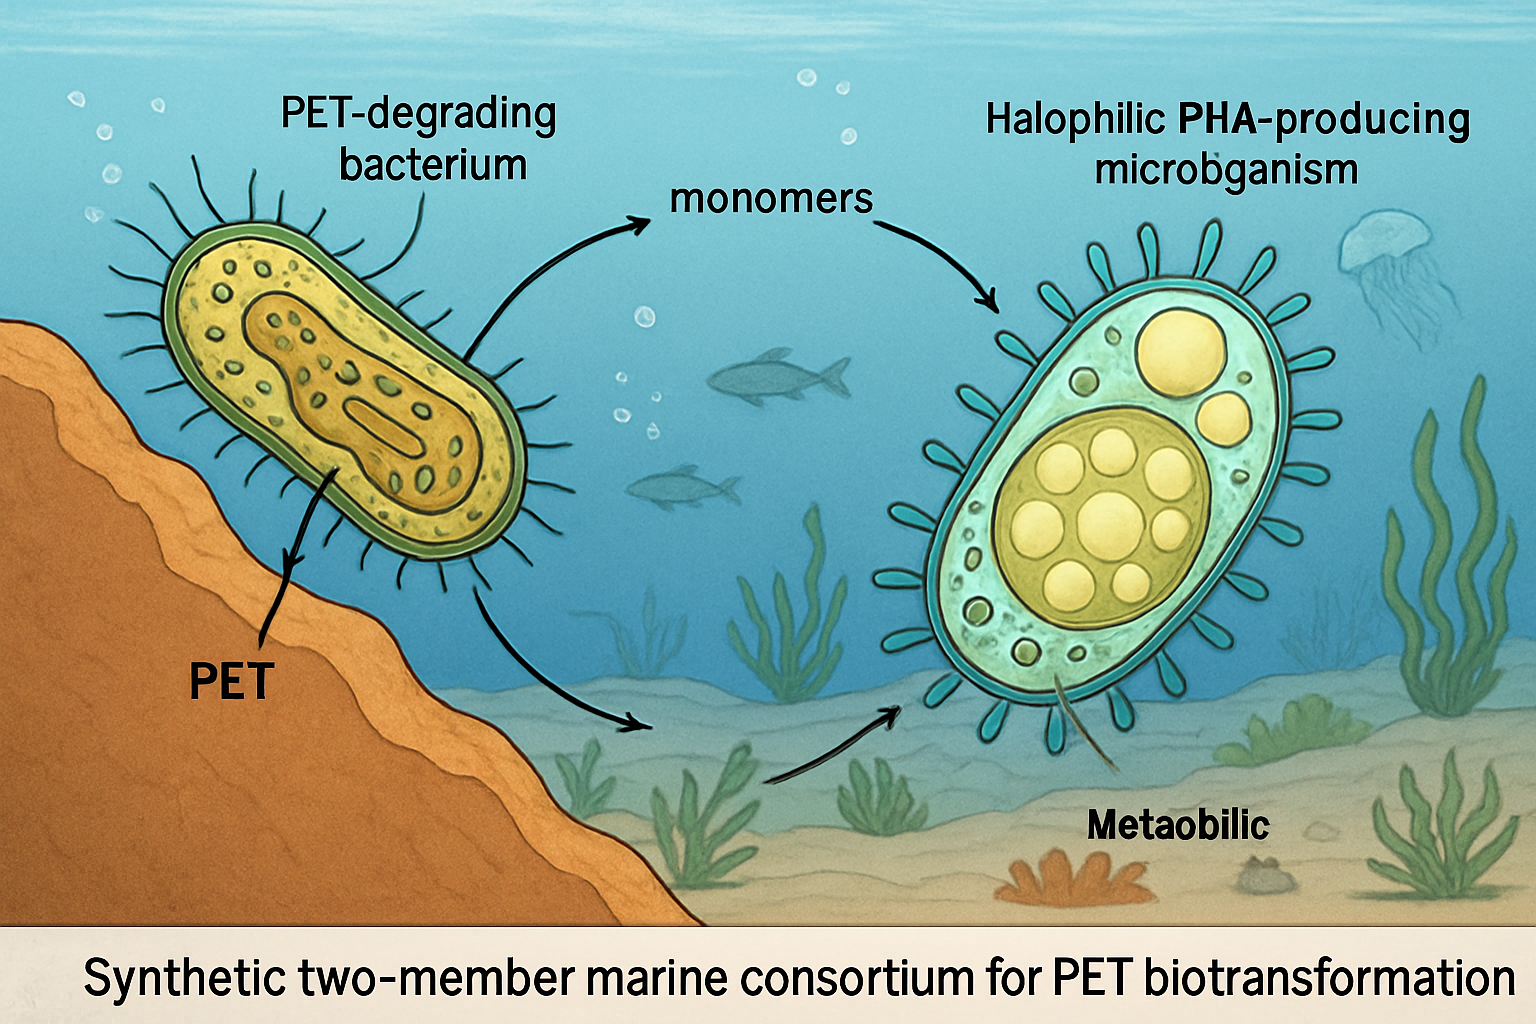 PET-degrading
bacterium
monomers
Halophilic PHA-producing
microbganism
PET
Metaobilic
Synthetic two-member marine consortium for PET biotransformation